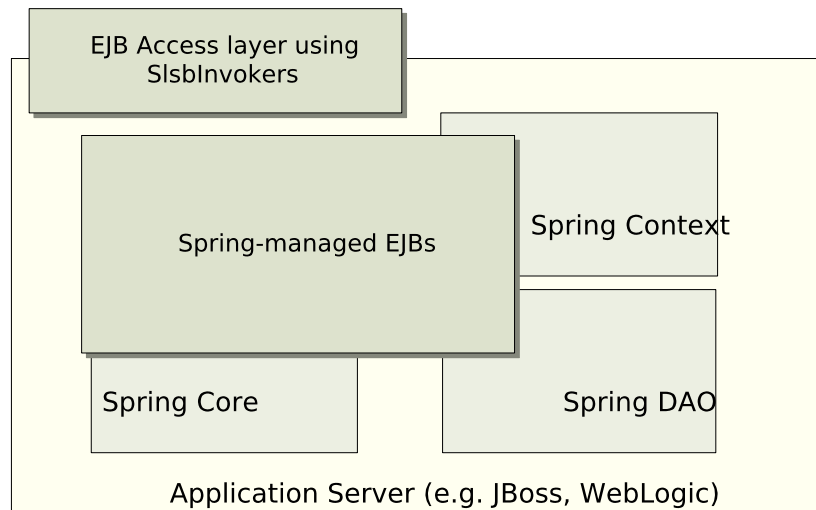 EJB Access layer using
SlsbInvokers
Spring Context
Spring-managed EJBs
Spring Core
Spring DAO
Application Server (e.g. JBoss, WebLogic)